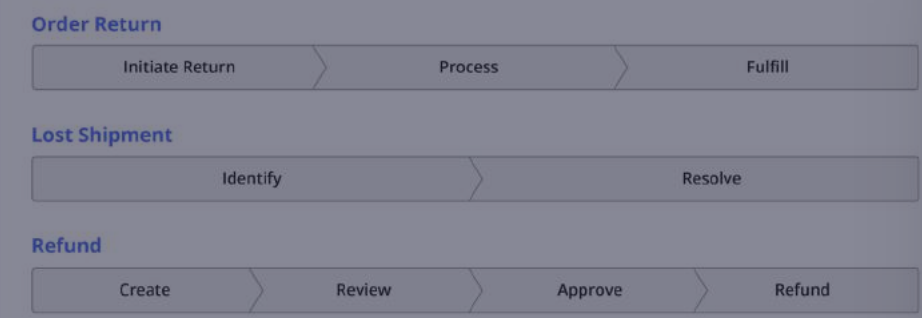 Order Return
Initiate Return Process Fulfill
Lost Shipment
Identify Resolve
Refund
Create Review Approve Refund